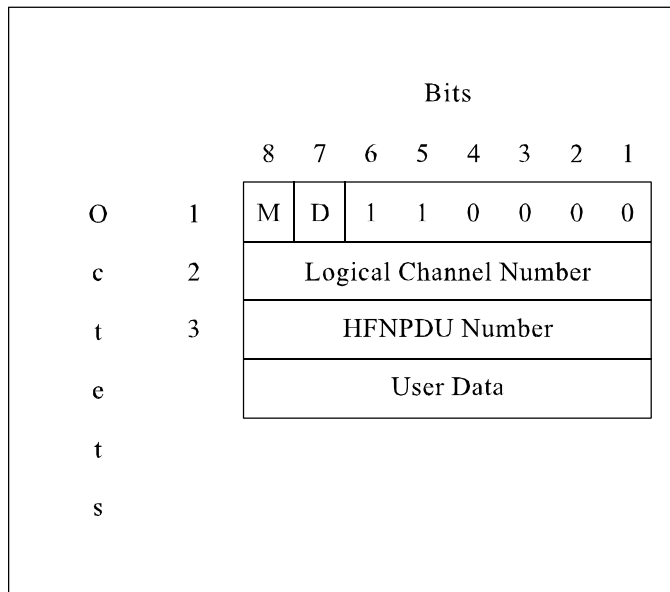 Bits
8 7 6 5 4 3 2 1
O 1 M D 1 1 0 0 0 0
c 2 Logical Channel Number
t 3 HFNPDU Number
e User Data
t
s